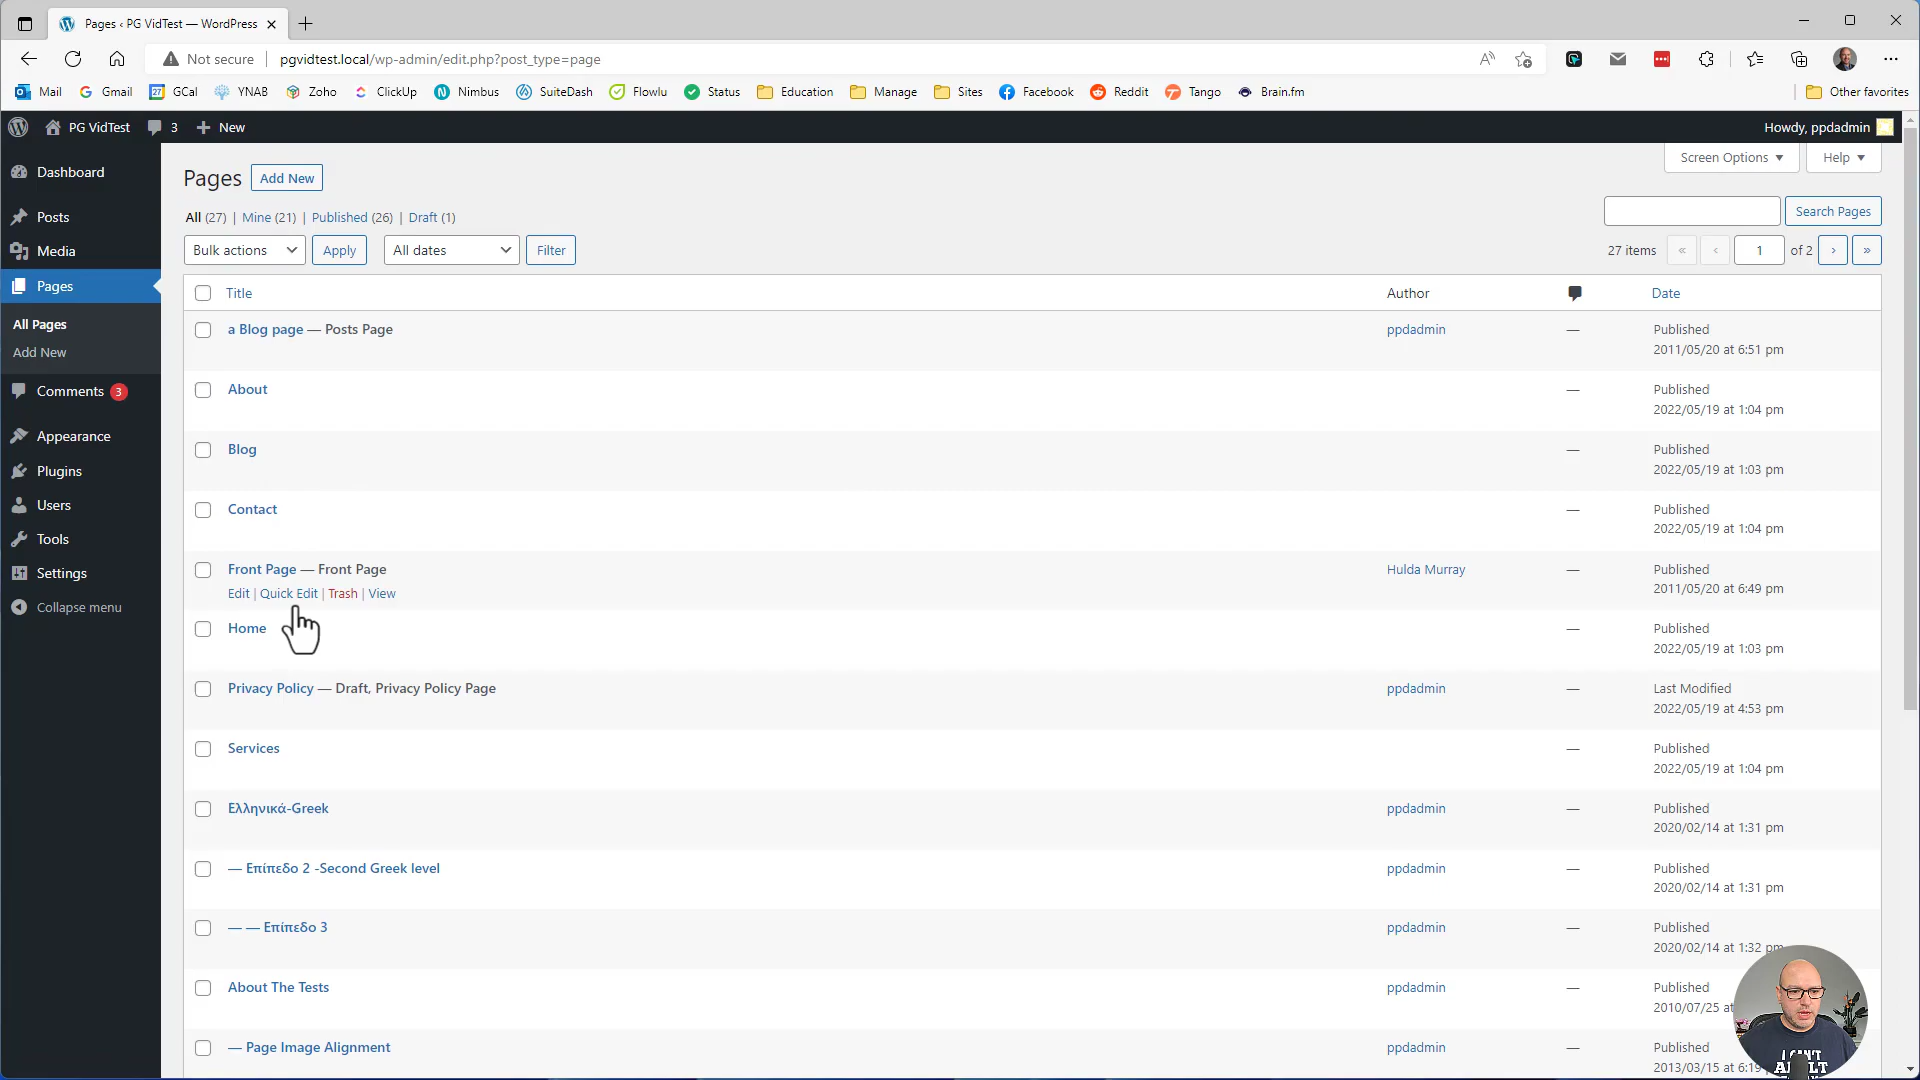 Pages ‹ PG VidTest — WordPress
Not secure pgvidtest.local/wp-admin/edit.php?post_type=page
Mail Gmail GCal YNAB Zoho ClickUp Nimbus SuiteDash Flowlu Status Education Manage Sites Facebook Reddit Tango Brain.fm Other favorites
PG VidTest 3 New Howdy, ppdadmin
Screen Options Help
Dashboard
Posts
Media
Pages
All Pages
Add New
Comments 3
Appearance
Plugins
Users
Tools
Settings
Collapse menu
Pages Add New
All (27) | Mine (21) | Published (26) | Draft (1)
Search Pages
Bulk actions Apply All dates Filter 27 items « ‹ 1 of 2 › »
Title Author Date
a Blog page — Posts Page ppdadmin — Published
2011/05/20 at 6:51 pm
About — Published
2022/05/19 at 1:04 pm
Blog — Published
2022/05/19 at 1:03 pm
Contact — Published
2022/05/19 at 1:04 pm
Front Page — Front Page Hulda Murray — Published
Edit | Quick Edit | Trash | View 2011/05/20 at 6:49 pm
Home — Published
2022/05/19 at 1:03 pm
Privacy Policy — Draft, Privacy Policy Page ppdadmin — Last Modified
2022/05/19 at 4:53 pm
Services — Published
2022/05/19 at 1:04 pm
Ελληνικά-Greek ppdadmin — Published
2020/02/14 at 1:31 pm
— Επίπεδο 2 -Second Greek level ppdadmin — Published
2020/02/14 at 1:31 pm
— — Επίπεδο 3 ppdadmin — Published
2020/02/14 at 1:32 pm
About The Tests ppdadmin — Published
2010/07/25 at
— Page Image Alignment ppdadmin — Published
2013/03/15 at 6:19
I CAN'T